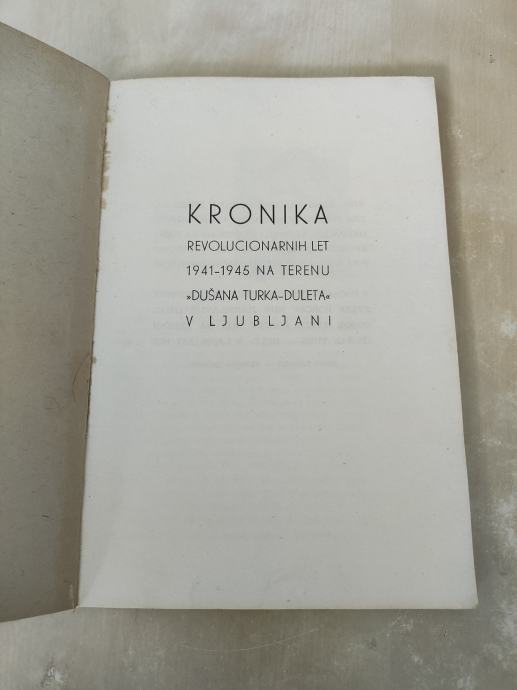 KRONIKA
REVOLUCIONARNIH LET
1941–1945 NA TERENU
»DUŠANA TURKA–DULETA«
V LJUBLJANI